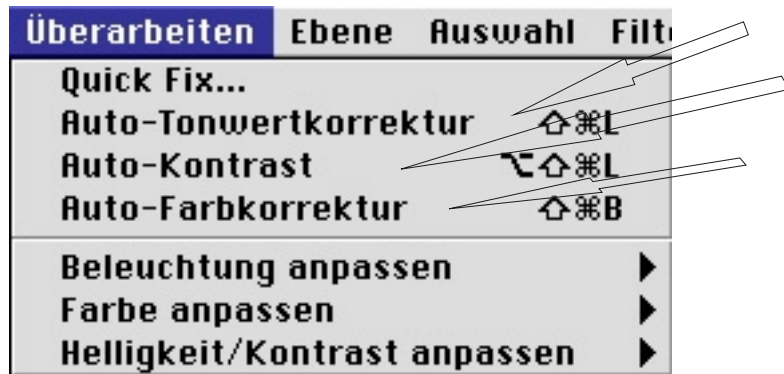 Überarbeiten Ebene Auswahl Filt
Quick Fix...
Auto-Tonwertkorrektur ⇧⌘L
Auto-Kontrast ⌥⇧⌘L
Auto-Farbkorrektur ⇧⌘B
Beleuchtung anpassen ▶
Farbe anpassen ▶
Helligkeit/Kontrast anpassen ▶